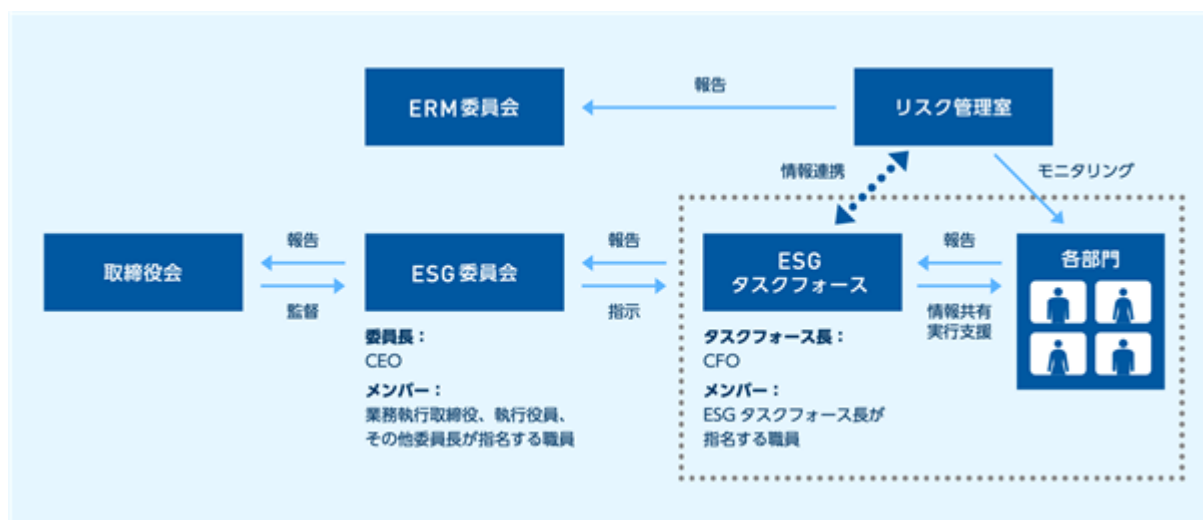 報告
ERM委員会
リスク管理室
情報連携
モニタリング
取締役会
報告
監督
ESG委員会
報告
指示
ESG
タスクフォース
報告
情報共有
実行支援
各部門
委員長：
CEO
メンバー：
業務執行取締役、執行役員、
その他委員長が指名する職員
タスクフォース長：
CFO
メンバー：
ESG タスクフォース長が
指名する職員